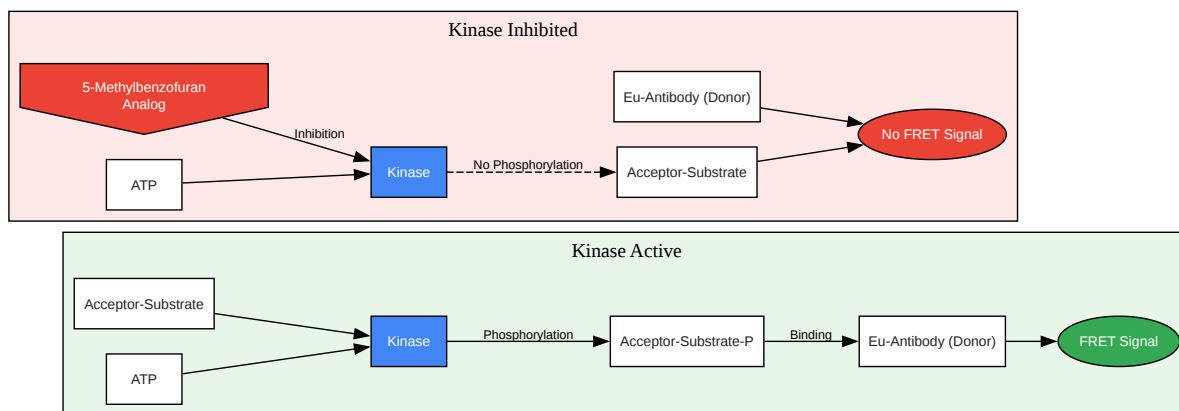 Kinase Inhibited
5-Methylbenzofuran
Analog
Inhibition
ATP
Kinase
No Phosphorylation
Eu-Antibody (Donor)
Acceptor-Substrate
No FRET Signal
Kinase Active
Acceptor-Substrate
ATP
Kinase
Phosphorylation
Acceptor-Substrate-P
Binding
Eu-Antibody (Donor)
FRET Signal